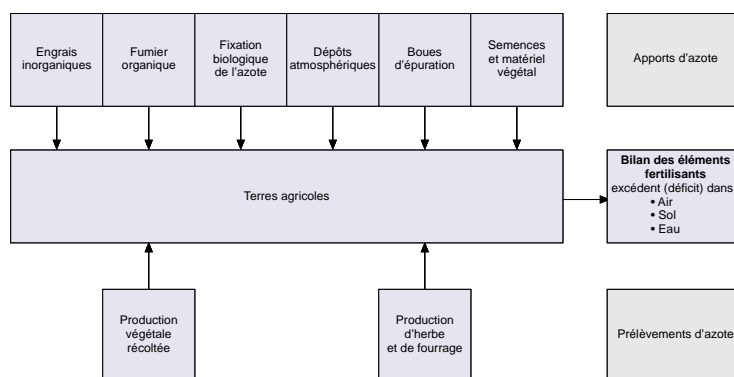 Engrais
inorganiques
Fumier
organique
Fixation
biologique
de l'azote
Dépôts
atmosphériques
Boues
d'épuration
Semences
et matériel
végétal
Apports d'azote
Terres agricoles
Bilan des éléments
fertilisants
excédent (déficit) dans
• Air
• Sol
• Eau
Production
végétale
récoltée
Production
d'herbe
et de fourrage
Prélèvements d'azote